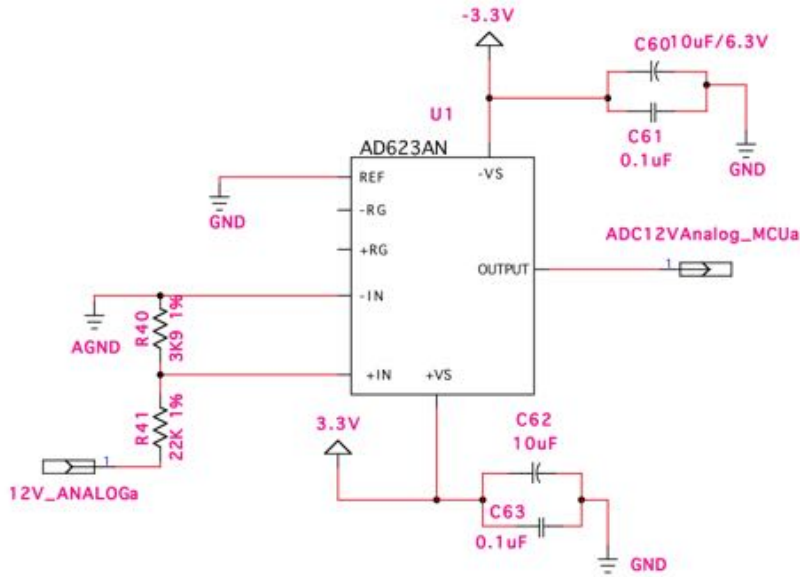 -3.3V
C60 10uF/6.3V
U1
C61
0.1uF
GND
AD623AN
REF
-VS
GND
-RG
+RG
ADC12VAnalog_MCUa
OUTPUT
1
-IN
AGND
R40
3K9 1%
+IN
+VS
R41
22K 1%
3.3V
C62
10uF
1
12V_ANALOGa
C63
0.1uF
GND